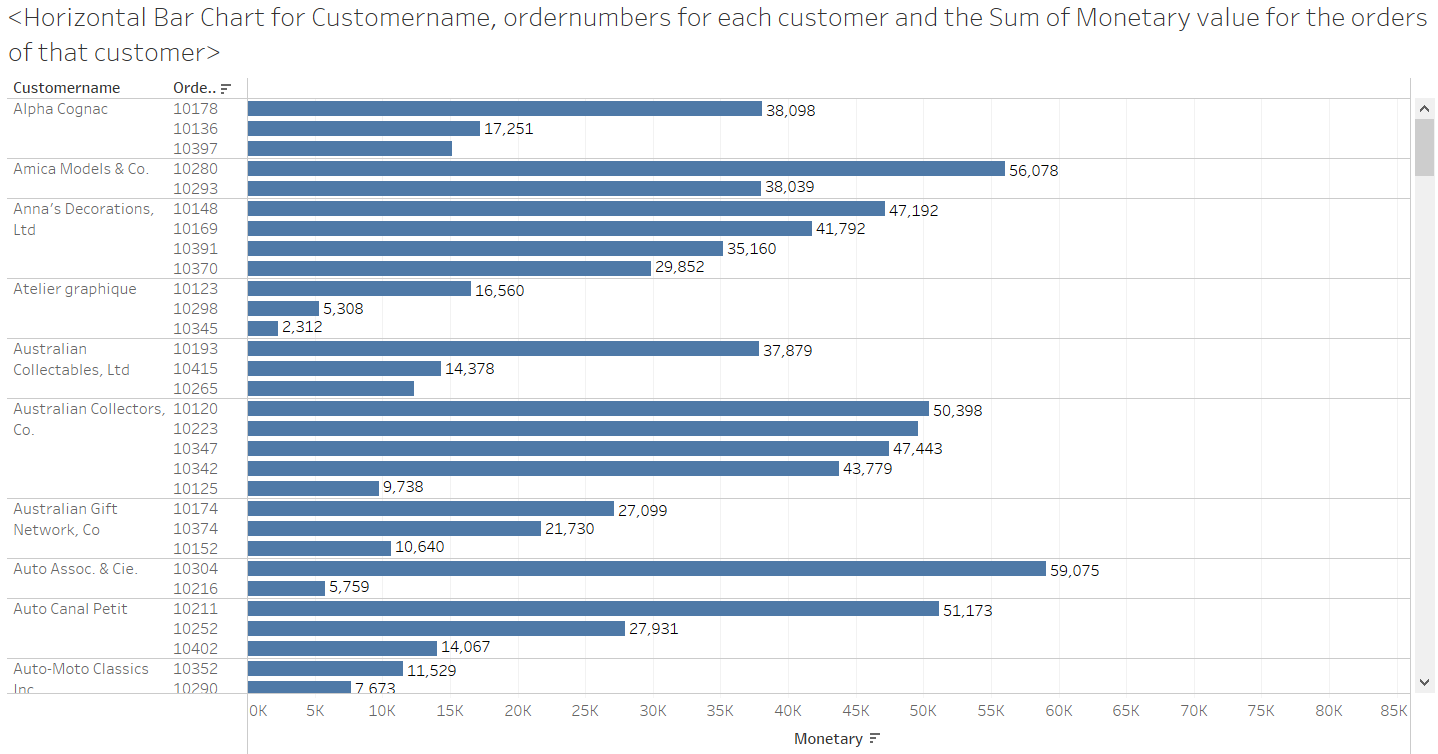 <Horizontal Bar Chart for Customername, ordernumbers for each customer and the Sum of Monetary value for the orders
of that customer>
Customername Orde..
Alpha Cognac 10178 38,098
10136 17,251
10397
Amica Models & Co. 10280 56,078
10293 38,039
Anna's Decorations, 10148 47,192
Ltd 10169 41,792
10391 35,160
10370 29,852
Atelier graphique 10123 16,560
10298 5,308
10345 2,312
Australian 10193 37,879
Collectables, Ltd 10415 14,378
10265
Australian Collectors, 10120 50,398
Co. 10223
10347 47,443
10342 43,779
10125 9,738
Australian Gift 10174 27,099
Network, Co 10374 21,730
10152 10,640
Auto Assoc. & Cie. 10304 59,075
10216 5,759
Auto Canal Petit 10211 51,173
10252 27,931
10402 14,067
Auto-Moto Classics 10352 11,529
Inc 10290 7,673
0K 5K 10K 15K 20K 25K 30K 35K 40K 45K 50K 55K 60K 65K 70K 75K 80K 85K
Monetary